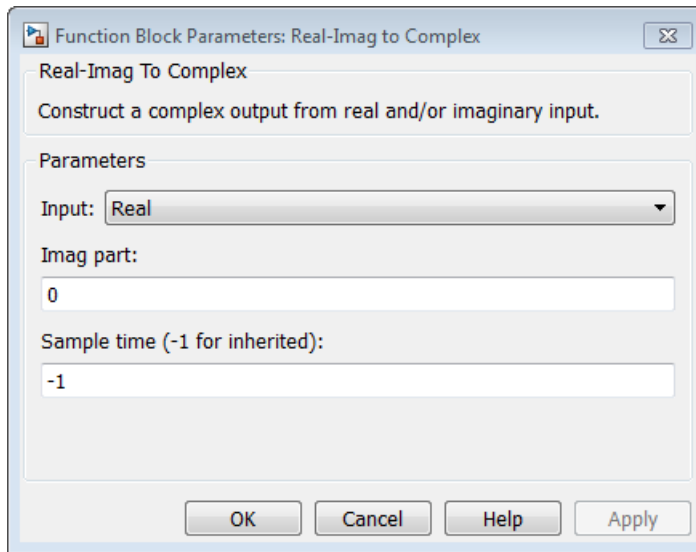 Function Block Parameters: Real-Imag to Complex
Real-Imag To Complex
Construct a complex output from real and/or imaginary input.
Parameters
Input: Real
Imag part:
0
Sample time (-1 for inherited):
-1
OK Cancel Help Apply